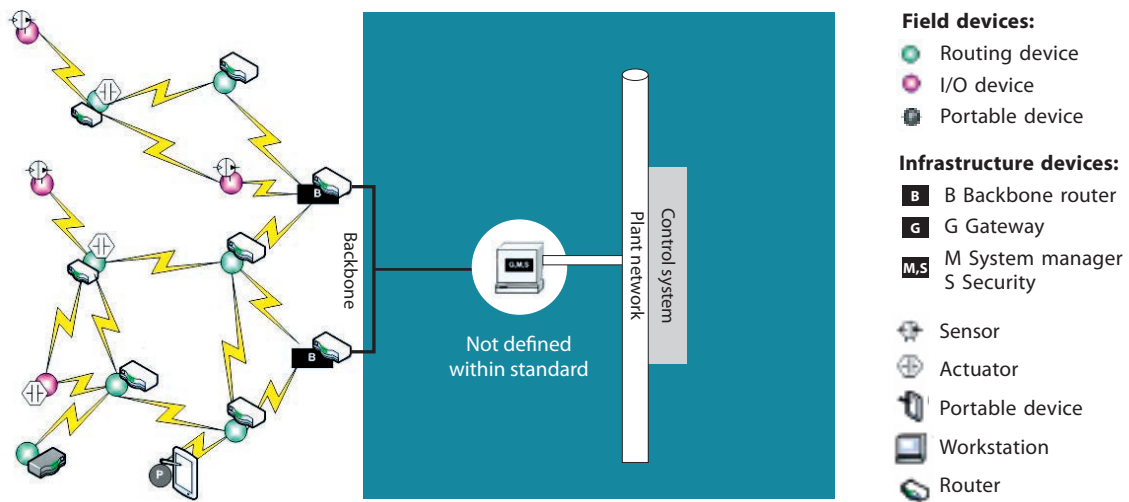 B
Backbone
B
P
G,M,S
Not defined
within standard
Plant network
Control system
Field devices:
Routing device
I/O device
Portable device
Infrastructure devices:
B B Backbone router
G G Gateway
M,S M System manager
S Security
Sensor
Actuator
Portable device
Workstation
Router